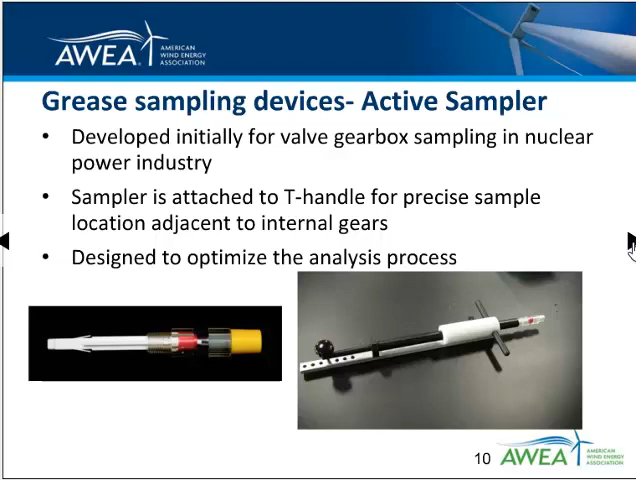 AWEA
AMERICAN
WIND ENERGY
ASSOCIATION
Grease sampling devices- Active Sampler
• Developed initially for valve gearbox sampling in nuclear
power industry
• Sampler is attached to T-handle for precise sample
location adjacent to internal gears
• Designed to optimize the analysis process
10
AWEA
AMERICAN
WIND ENERGY
ASSOCIATION